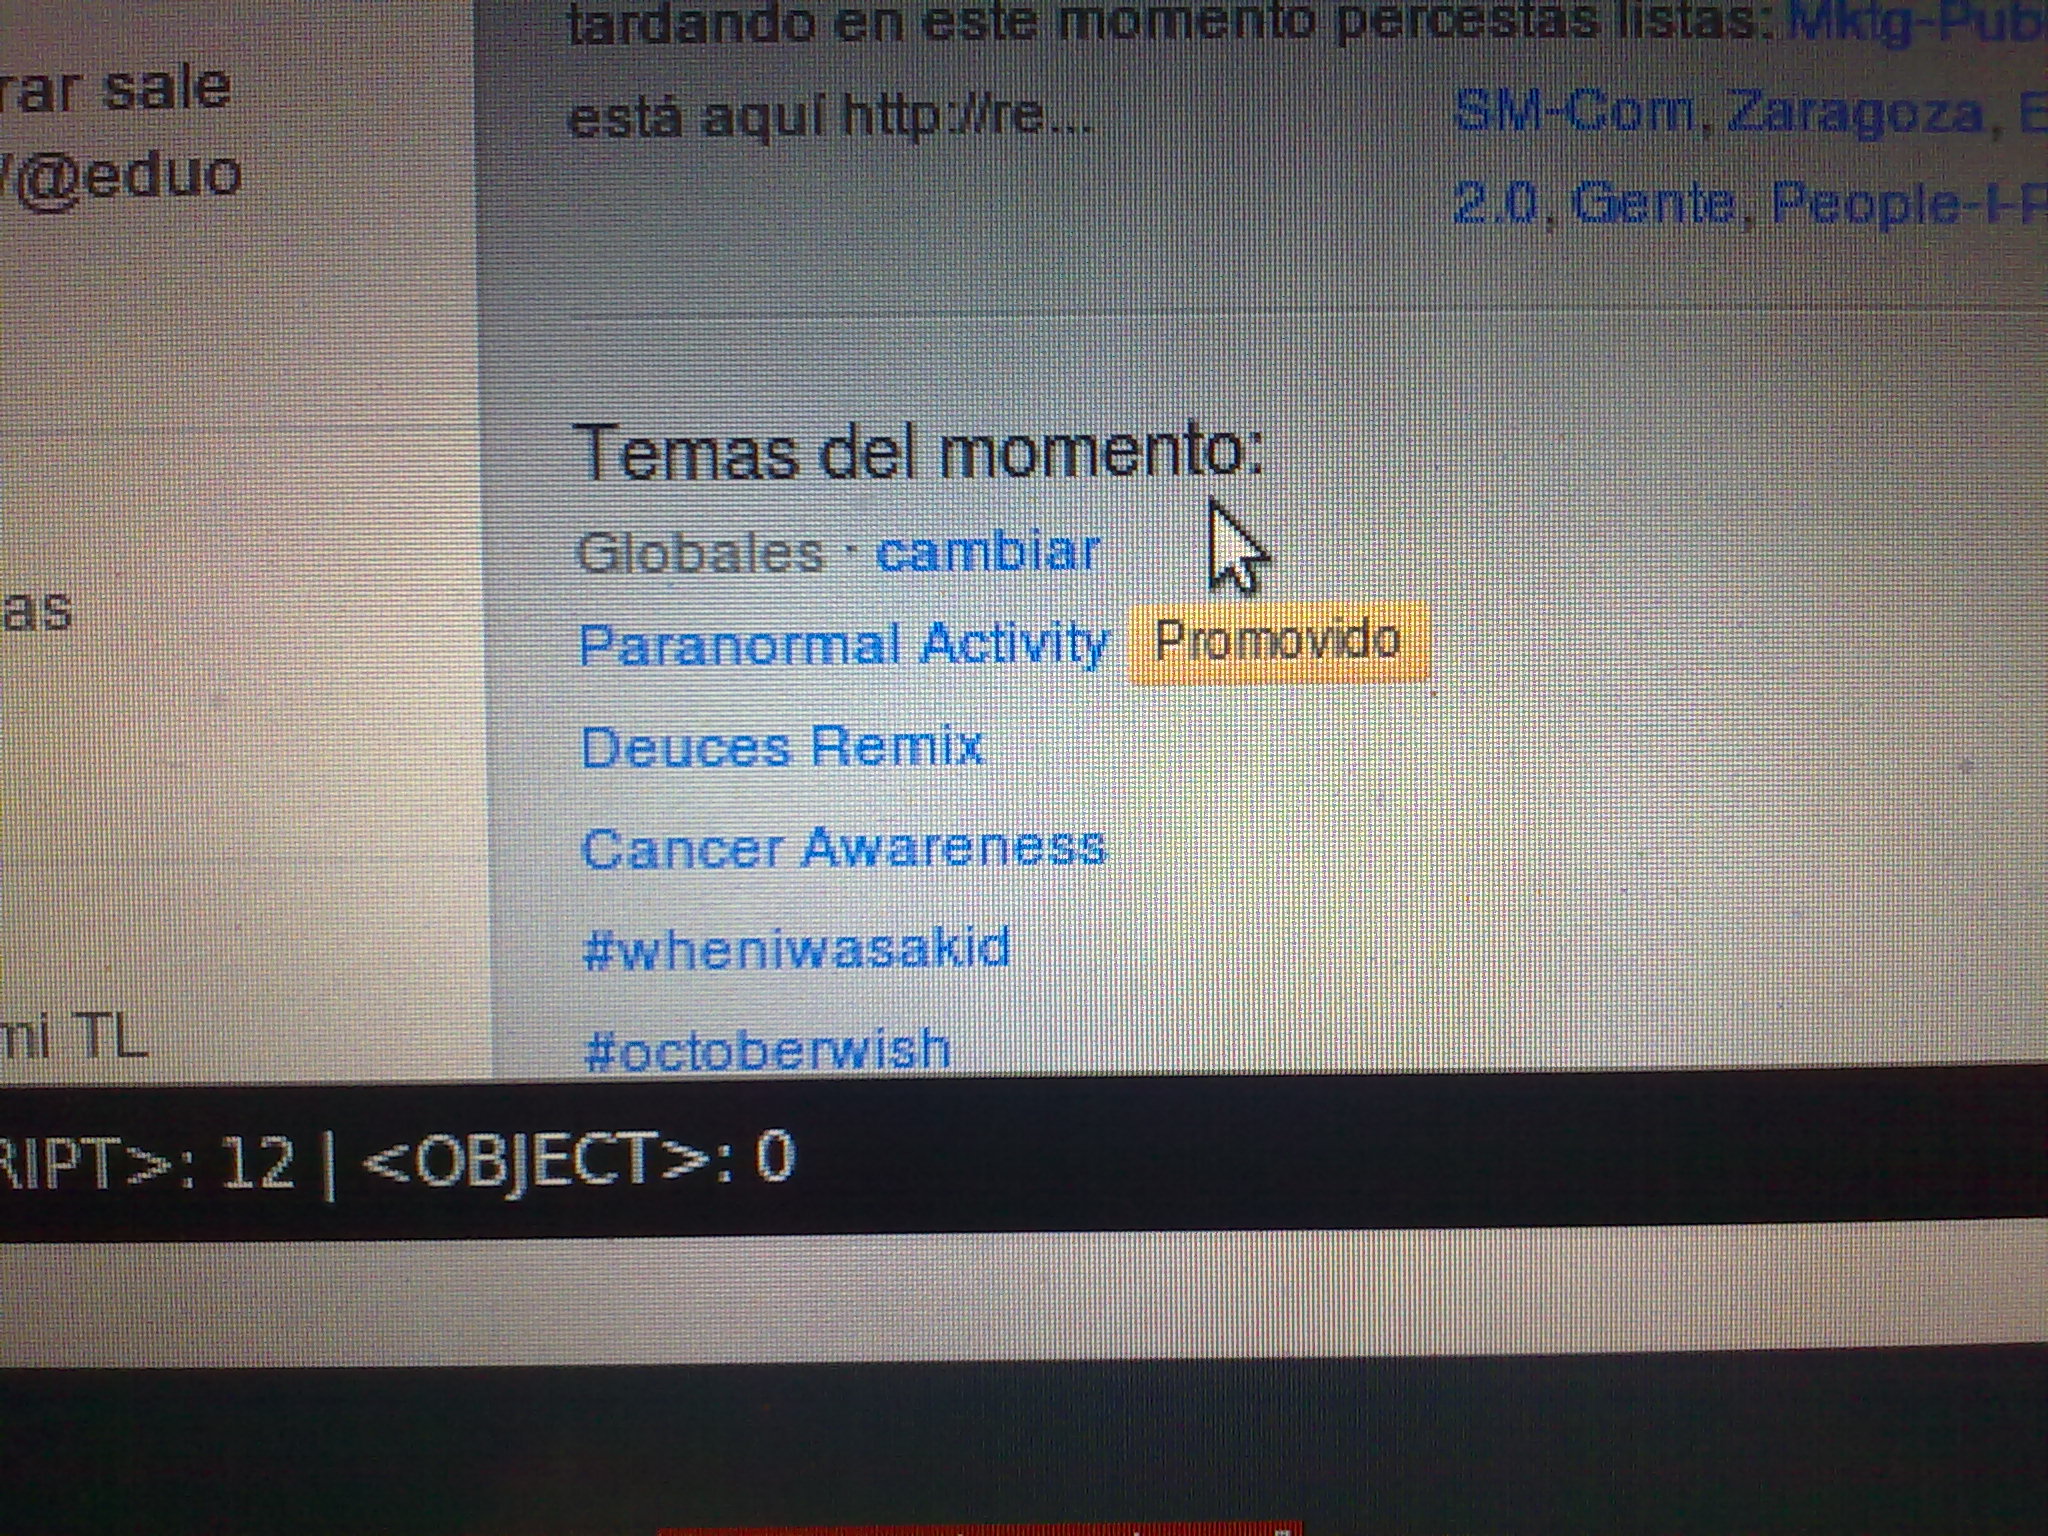 tardando en este momento percestas listas: Mktg-Pub
rar sale
está aquí http://re...
SM-Com, Zaragoza, E
/@eduo
2.0, Gente, People-I-R
Temas del momento:
Globales · cambiar
as
Paranormal Activity Promovido
Deuces Remix
Cancer Awareness
#wheniwasakid
mi TL
#octoberwish
RIPT>: 12 | <OBJECT>: 0